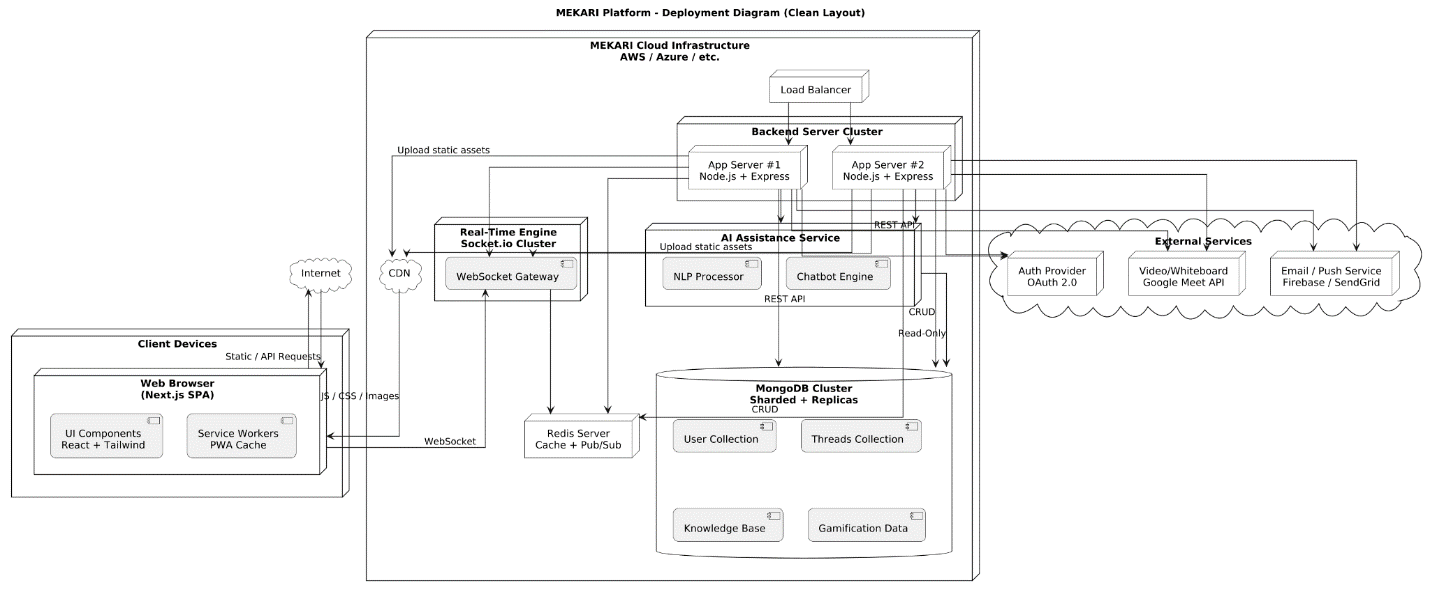 MEKARI Platform - Deployment Diagram (Clean Layout)
MEKARI Cloud Infrastructure
AWS / Azure / etc.
Load Balancer
Backend Server Cluster
App Server #1
Node.js + Express
App Server #2
Node.js + Express
Upload static assets
REST API
Real-Time Engine
Socket.io Cluster
WebSocket Gateway
AI Assistance Service
Upload static assets
NLP Processor
Chatbot Engine
REST API
External Services
Auth Provider
OAuth 2.0
Video/Whiteboard
Google Meet API
Email / Push Service
Firebase / SendGrid
Internet
CDN
CRUD
Read-Only
Client Devices
Static / API Requests
Web Browser
(Next.js SPA)
JS / CSS / Images
UI Components
React + Tailwind
Service Workers
PWA Cache
WebSocket
Redis Server
Cache + Pub/Sub
MongoDB Cluster
Sharded + Replicas
CRUD
User Collection
Threads Collection
Knowledge Base
Gamification Data